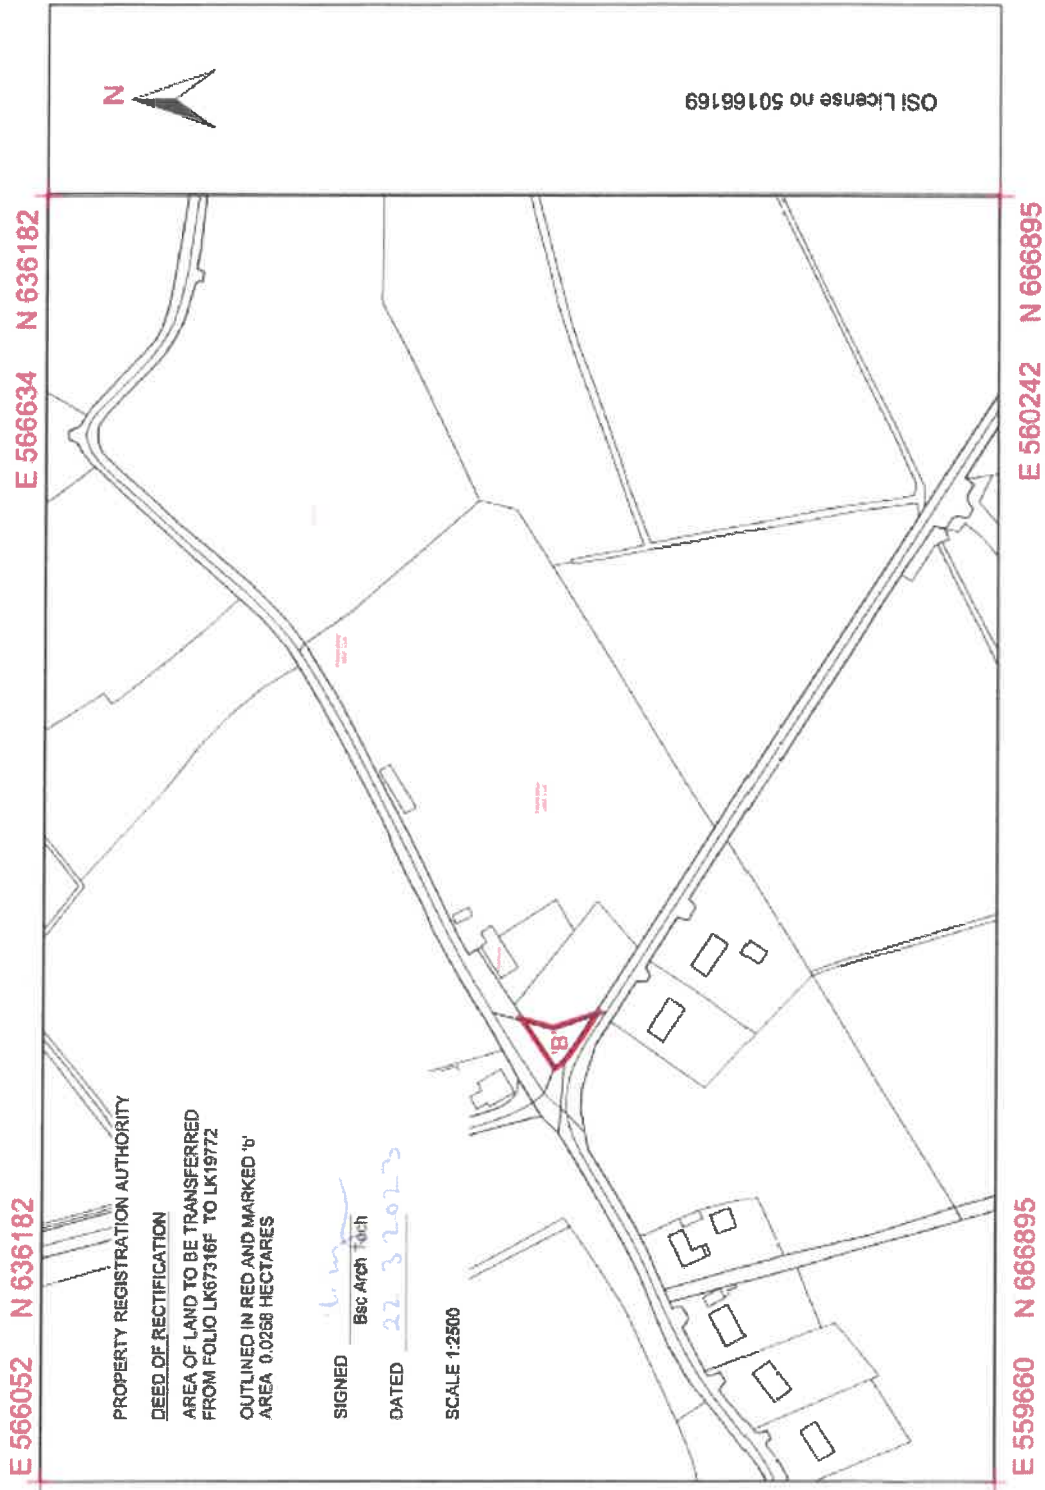 E 566052 N 636182
E 566634 N 636182
PROPERTY REGISTRATION AUTHORITY
DEED OF RECTIFICATION
AREA OF LAND TO BE TRANSFERRED
FROM FOLIO LK67316F TO LK19772
OUTLINED IN RED AND MARKED 'b'
AREA 0.0268 HECTARES
SIGNED
Bsc Arch Tech
DATED 22 3 2023
SCALE 1:2500
'B'
N
OSi License no 50166169
E 559660 N 666895
E 560242 N 666895